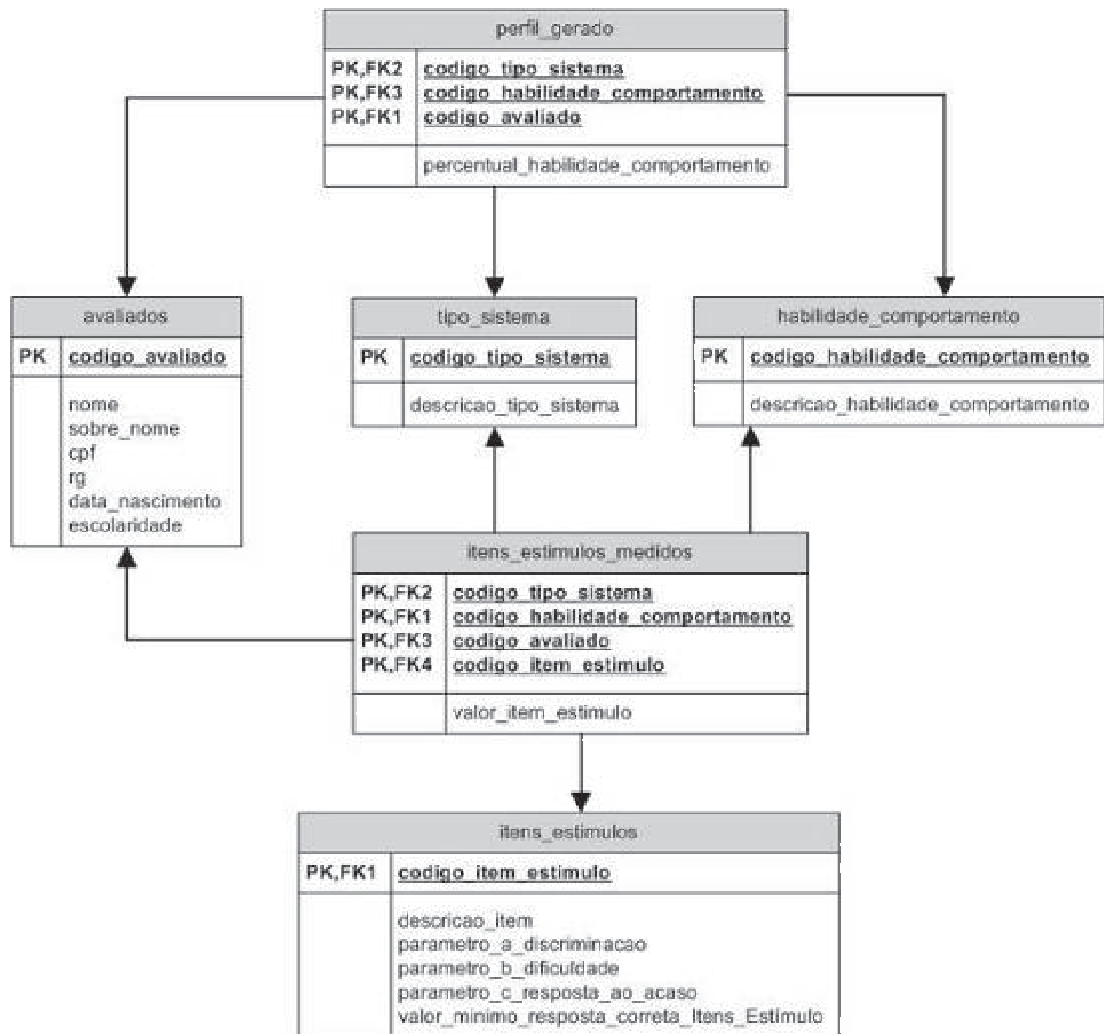 perfil_gerado
PK,FK2 codigo_tipo_sistema
PK,FK3 codigo_habilidade_comportamento
PK,FK1 codigo_avaliado
percentual_habilidade_comportamento
avaliados
PK codigo_avaliado
nome
sobre_nome
cpf
rg
data_nascimento
escolaridade
tipo_sistema
PK codigo_tipo_sistema
descricao_tipo_sistema
habilidade_comportamento
PK codigo_habilidade_comportamento
descricao_habilidade_comportamento
itens_estimulos_medidos
PK,FK2 codigo_tipo_sistema
PK,FK1 codigo_habilidade_comportamento
PK,FK3 codigo_avaliado
PK,FK4 codigo_item_estimulo
valor_item_estimulo
itens_estimulos
PK,FK1 codigo_item_estimulo
descricao_item
parametro_a_discriminacao
parametro_b_dificuldade
parametro_c_resposta_ao_acaso
valor_minimo_resposta_correta_Itens_Estimulo